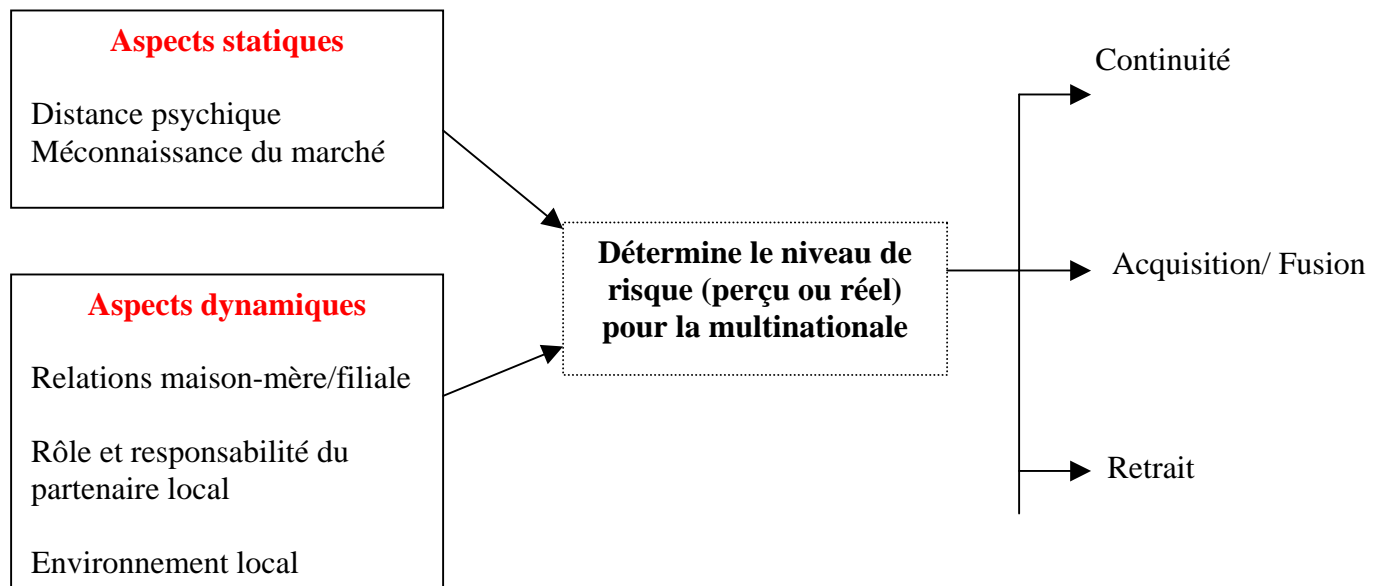 Aspects statiques
Distance psychique
Méconnaissance du marché
Aspects dynamiques
Relations maison-mère/filiale
Rôle et responsabilité du
partenaire local
Environnement local
Détermine le niveau de
risque (perçu ou réel)
pour la multinationale
Continuité
Acquisition/ Fusion
Retrait